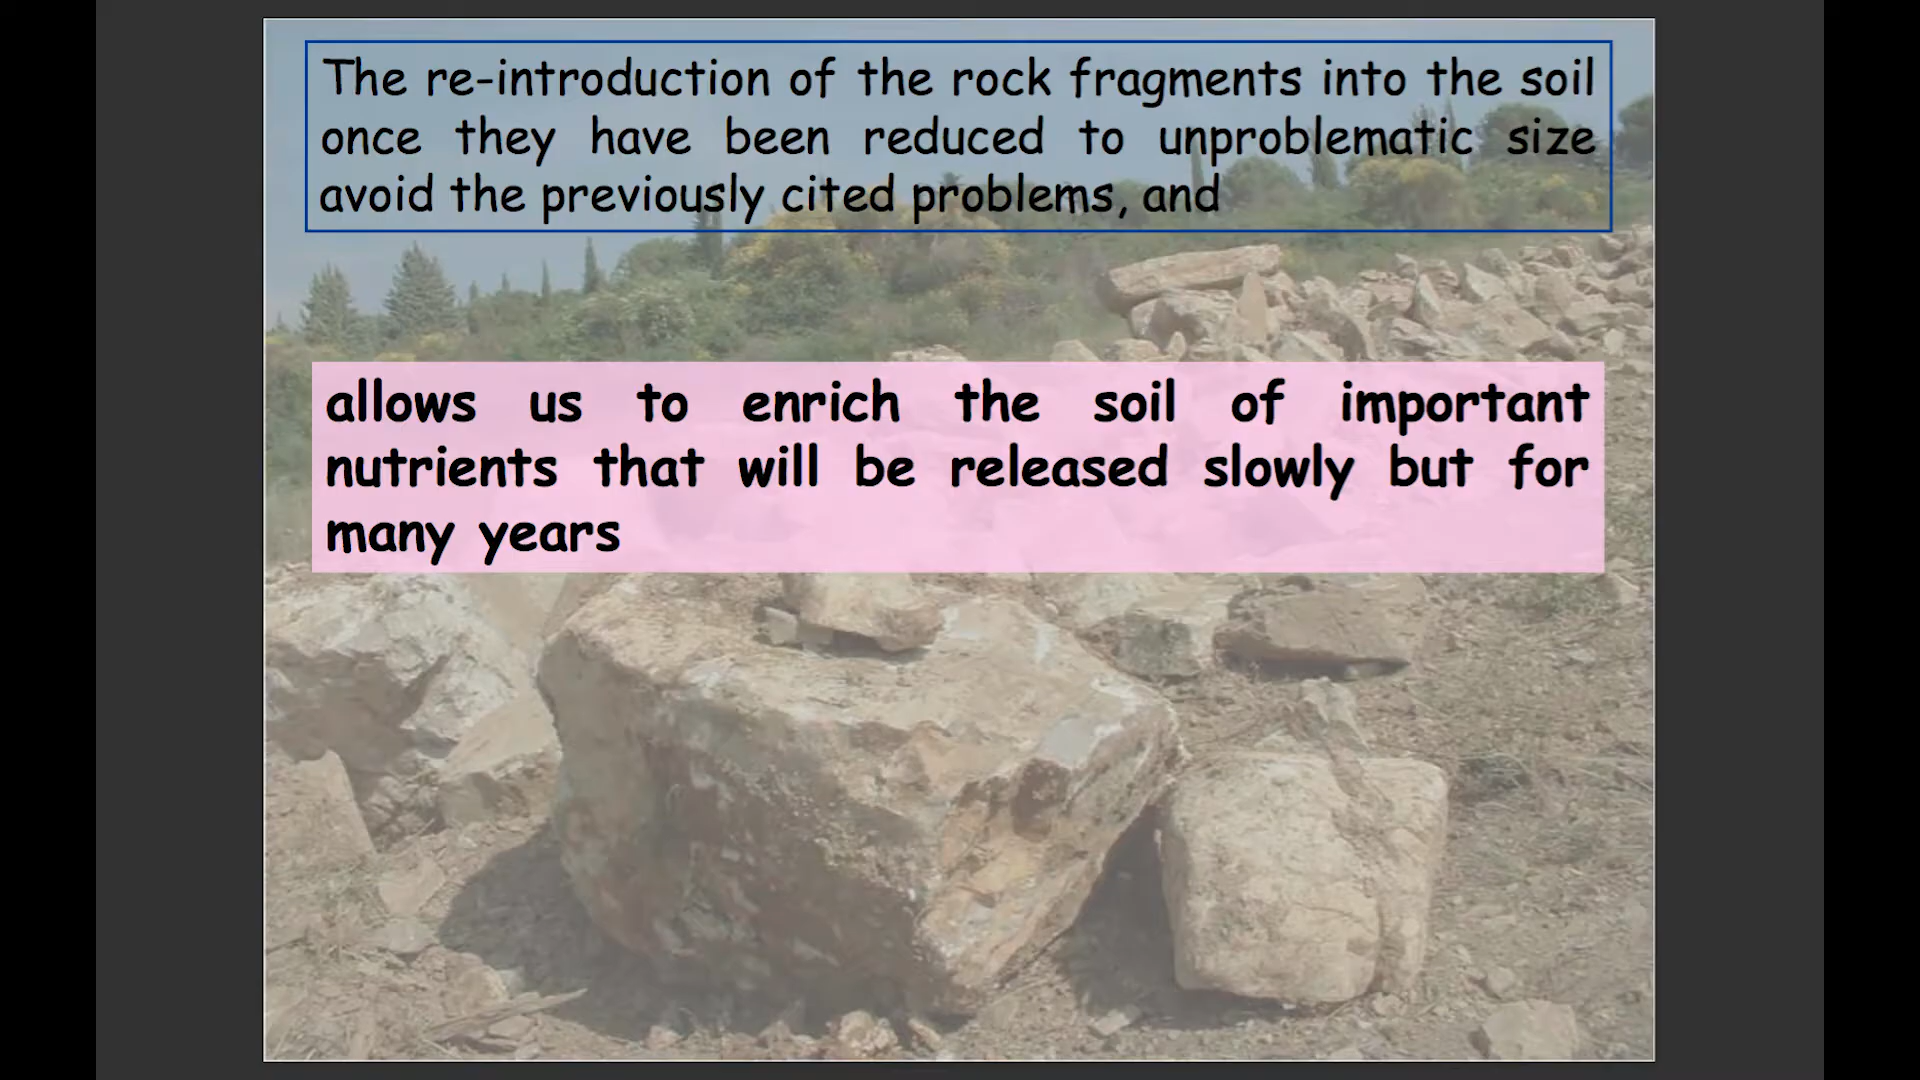 The re-introduction of the rock fragments into the soil
once they have been reduced to unproblematic size
avoid the previously cited problems, and
allows us to enrich the soil of important
nutrients that will be released slowly but for
many years